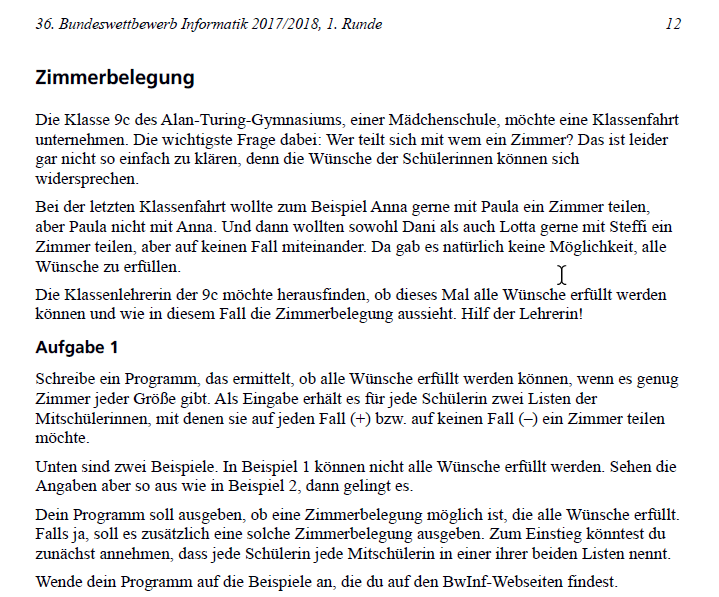 36. Bundeswettbewerb Informatik 2017/2018, 1. Runde 12
Zimmerbelegung
Die Klasse 9c des Alan-Turing-Gymnasiums, einer Mädchenschule, möchte eine Klassenfahrt
unternehmen. Die wichtigste Frage dabei: Wer teilt sich mit wem ein Zimmer? Das ist leider
gar nicht so einfach zu klären, denn die Wünsche der Schülerinnen können sich
widersprechen.
Bei der letzten Klassenfahrt wollte zum Beispiel Anna gerne mit Paula ein Zimmer teilen,
aber Paula nicht mit Anna. Und dann wollten sowohl Dani als auch Lotta gerne mit Steffi ein
Zimmer teilen, aber auf keinen Fall miteinander. Da gab es natürlich keine Möglichkeit, alle
Wünsche zu erfüllen.
Die Klassenlehrerin der 9c möchte herausfinden, ob dieses Mal alle Wünsche erfüllt werden
können und wie in diesem Fall die Zimmerbelegung aussieht. Hilf der Lehrerin!
Aufgabe 1
Schreibe ein Programm, das ermittelt, ob alle Wünsche erfüllt werden können, wenn es genug
Zimmer jeder Größe gibt. Als Eingabe erhält es für jede Schülerin zwei Listen der
Mitschülerinnen, mit denen sie auf jeden Fall (+) bzw. auf keinen Fall (–) ein Zimmer teilen
möchte.
Unten sind zwei Beispiele. In Beispiel 1 können nicht alle Wünsche erfüllt werden. Sehen die
Angaben aber so aus wie in Beispiel 2, dann gelingt es.
Dein Programm soll ausgeben, ob eine Zimmerbelegung möglich ist, die alle Wünsche erfüllt.
Falls ja, soll es zusätzlich eine solche Zimmerbelegung ausgeben. Zum Einstieg könntest du
zunächst annehmen, dass jede Schülerin jede Mitschülerin in einer ihrer beiden Listen nennt.
Wende dein Programm auf die Beispiele an, die du auf den BwInf-Webseiten findest.